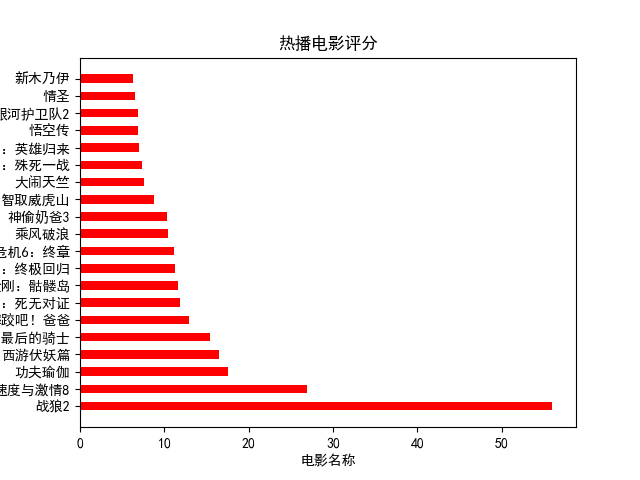 热播电影评分
新木乃伊
情圣
银河护卫队2
悟空传
：英雄归来
：殊死一战
大闹天竺
智取威虎山
神偷奶爸3
乘风破浪
危机6：终章
：终极回归
刚：骷髅岛
：死无对证
跤吧！爸爸
最后的骑士
西游伏妖篇
功夫瑜伽
速度与激情8
战狼2
0 10 20 30 40 50
电影名称